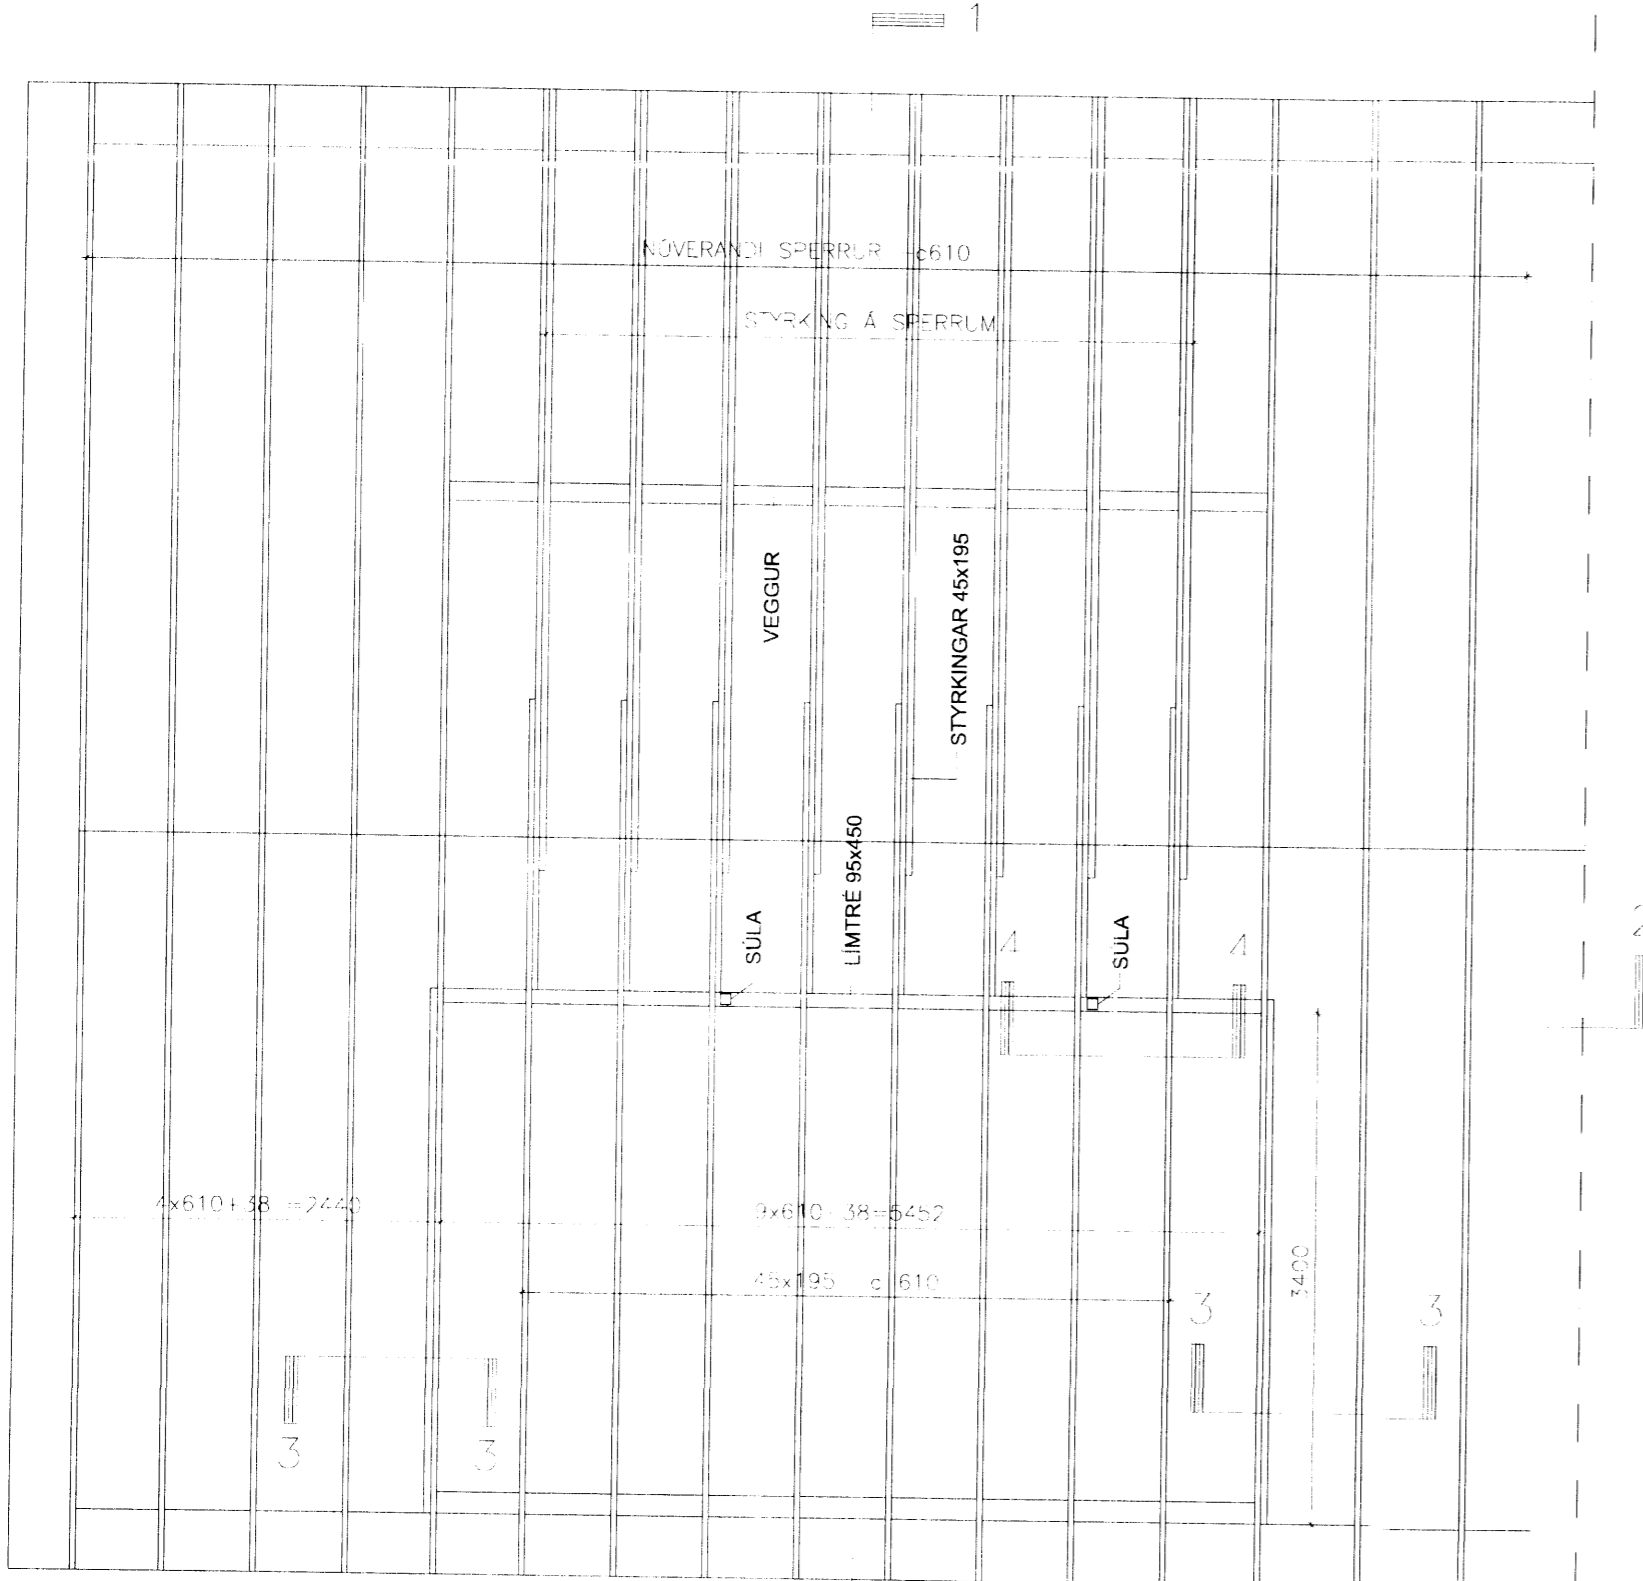 1
NÚVERANDI SPERRUR c610
STYRKING Á SPERRUM
VEGGUR
STYRKINGAR 45x195
LÍMTRÉ 95x450
SÚLA
SÚLA
4
4
2
4x610+38 =2440
9x610 38=5452
45x195 c 610
3400
3
3
3
3